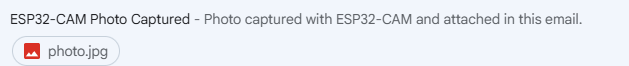 ESP32-CAM Photo Captured - Photo captured with ESP32-CAM and attached in this email.
photo.jpg